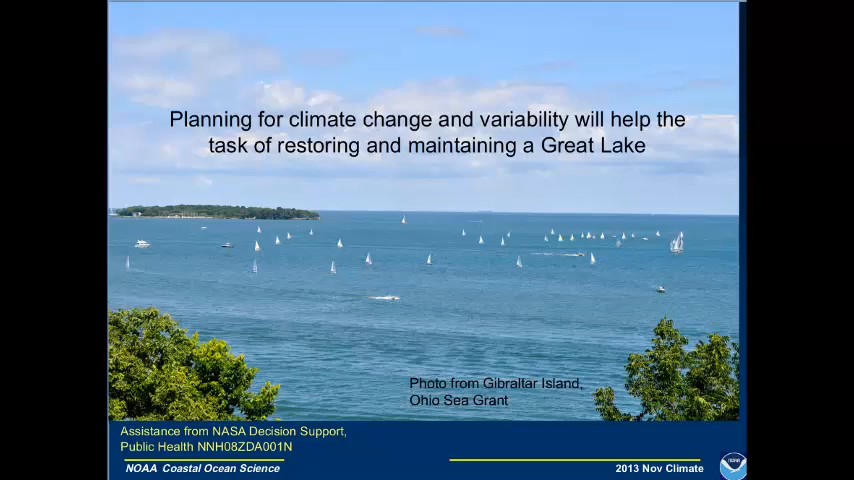 Planning for climate change and variability will help the
task of restoring and maintaining a Great Lake
Photo from Gibraltar Island,
Ohio Sea Grant
Assistance from NASA Decision Support,
Public Health NNH08ZDA001N
NOAA Coastal Ocean Science
2013 Nov Climate
NOAA